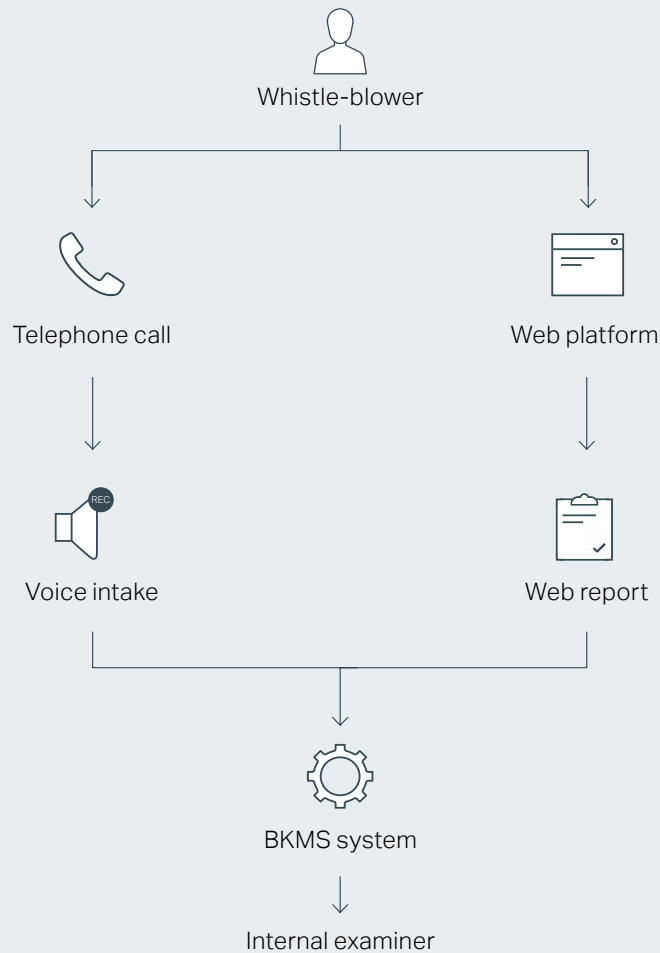 Whistle-blower
Telephone call
Web platform
REC
Voice intake
Web report
BKMS system
Internal examiner